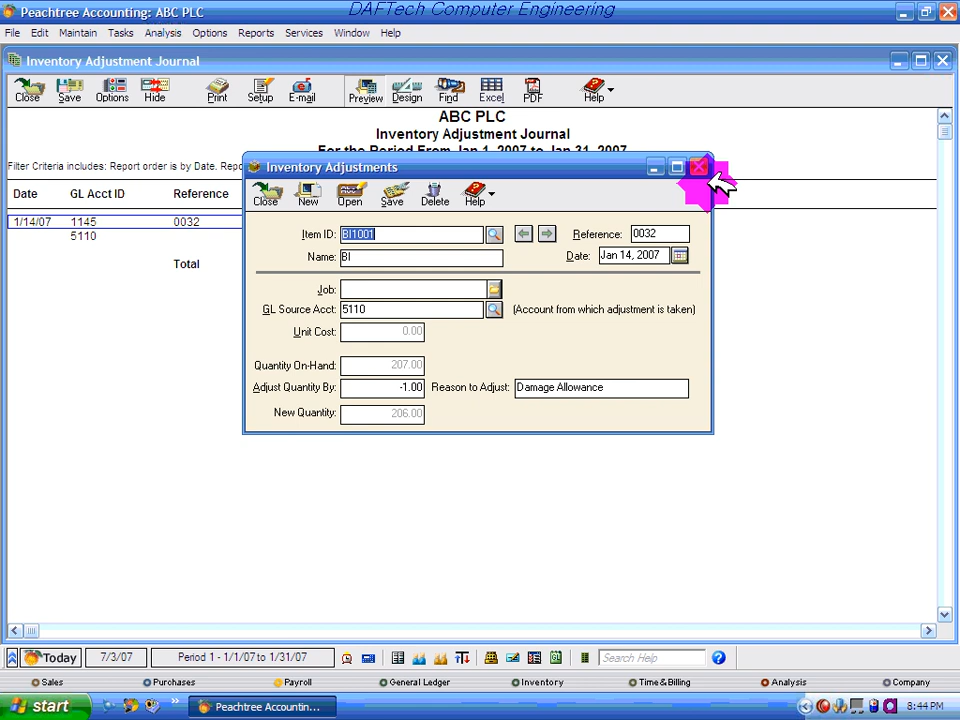 DAFTech Computer Engineering
Peachtree Accounting: ABC PLC
File Edit Maintain Tasks Analysis Options Reports Services Window Help
Inventory Adjustment Journal
Close Save Options Hide Print Setup E-mail Preview Design Find Excel PDF Help
ABC PLC
Inventory Adjustment Journal
For the Period From Jan 1, 2007 to Jan 31, 2007
Filter Criteria includes: Report order is by Date. Repo
Date GL Acct ID Reference
1/14/07 1145 0032
5110
Total
Inventory Adjustments
Close New Open Save Delete Help
Item ID: BI1001 Reference: 0032
Name: BI Date: Jan 14, 2007
Job:
GL Source Acct: 5110 (Account from which adjustment is taken)
Unit Cost: 0.00
Quantity On-Hand: 207.00
Adjust Quantity By: -1.00 Reason to Adjust: Damage Allowance
New Quantity: 206.00
Today 7/3/07 Period 1 - 1/1/07 to 1/31/07 Search Help
Sales Purchases Payroll General Ledger Inventory Time & Billing Analysis Company
start Peachtree Accountin... 8:44 PM